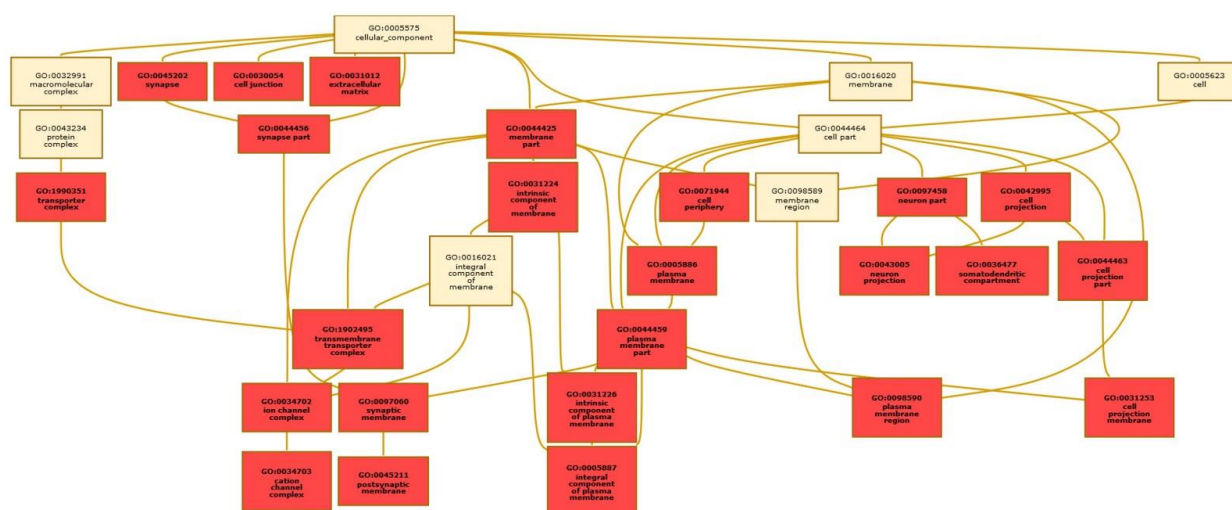 GO:0005575
cellular_component
GO:0032991
macromolecular
complex
GO:0045202
synapse
GO:0030054
cell junction
GO:0031012
extracellular
matrix
GO:0016020
membrane
GO:0005623
cell
GO:0043234
protein
complex
GO:0044456
synapse part
GO:0044425
membrane
part
GO:0044464
cell part
GO:1990351
transporter
complex
GO:0031224
intrinsic
component
of
membrane
GO:0071944
cell
periphery
GO:0098589
membrane
region
GO:0097458
neuron part
GO:0042995
cell
projection
GO:0016021
integral
component
of
membrane
GO:0005886
plasma
membrane
GO:0043005
neuron
projection
GO:0036477
somatodendritic
compartment
GO:0044463
cell
projection
part
GO:1902495
transmembrane
transporter
complex
GO:0044459
plasma
membrane
part
GO:0034702
ion channel
complex
GO:0097060
synaptic
membrane
GO:0031226
intrinsic
component
of plasma
membrane
GO:0098590
plasma
membrane
region
GO:0031253
cell
projection
membrane
GO:0034703
cation
channel
complex
GO:0045211
postsynaptic
membrane
GO:0005887
integral
component
of plasma
membrane